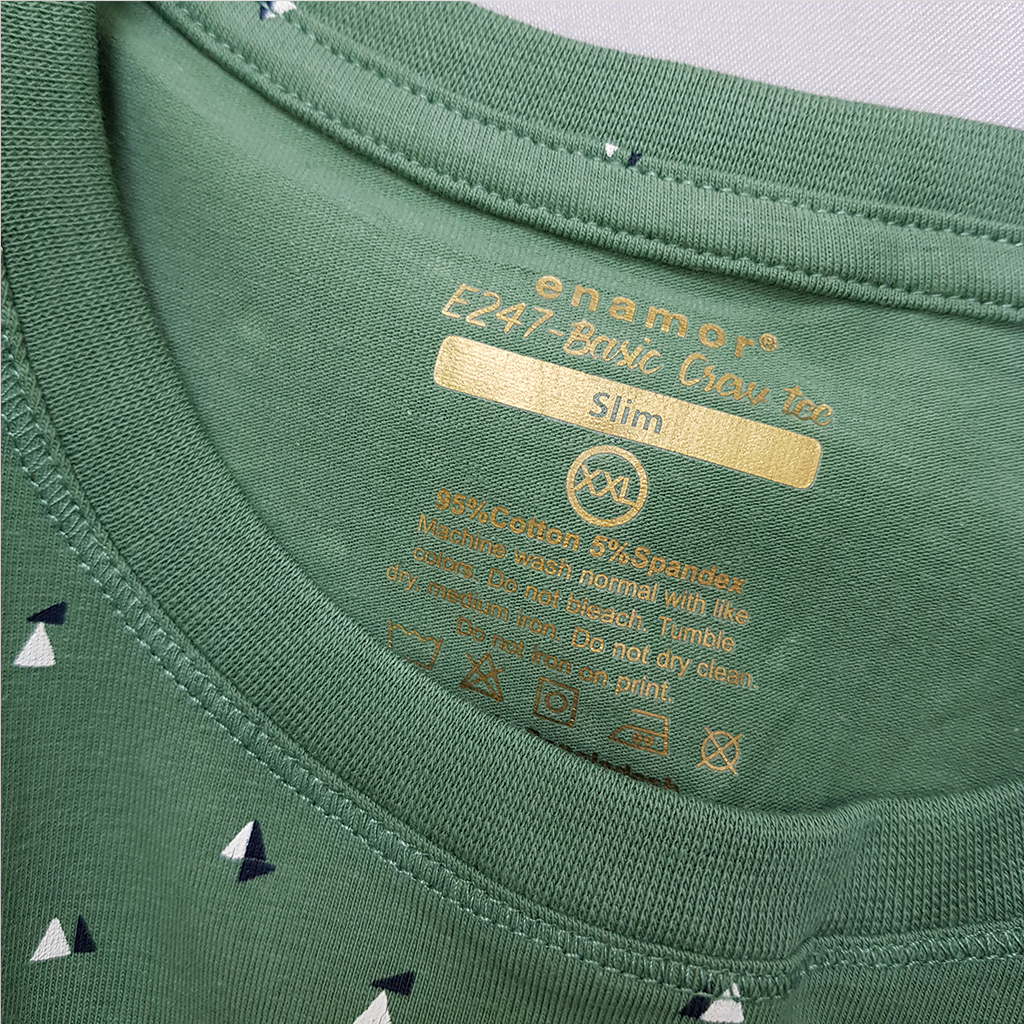 enamor®
E247-Basic Crew tee
Slim
XXL
95%Cotton 5%Spandex
Machine wash normal with like
colors. Do not bleach. Tumble
dry, medium iron. Do not dry clean.
Do not iron on print.